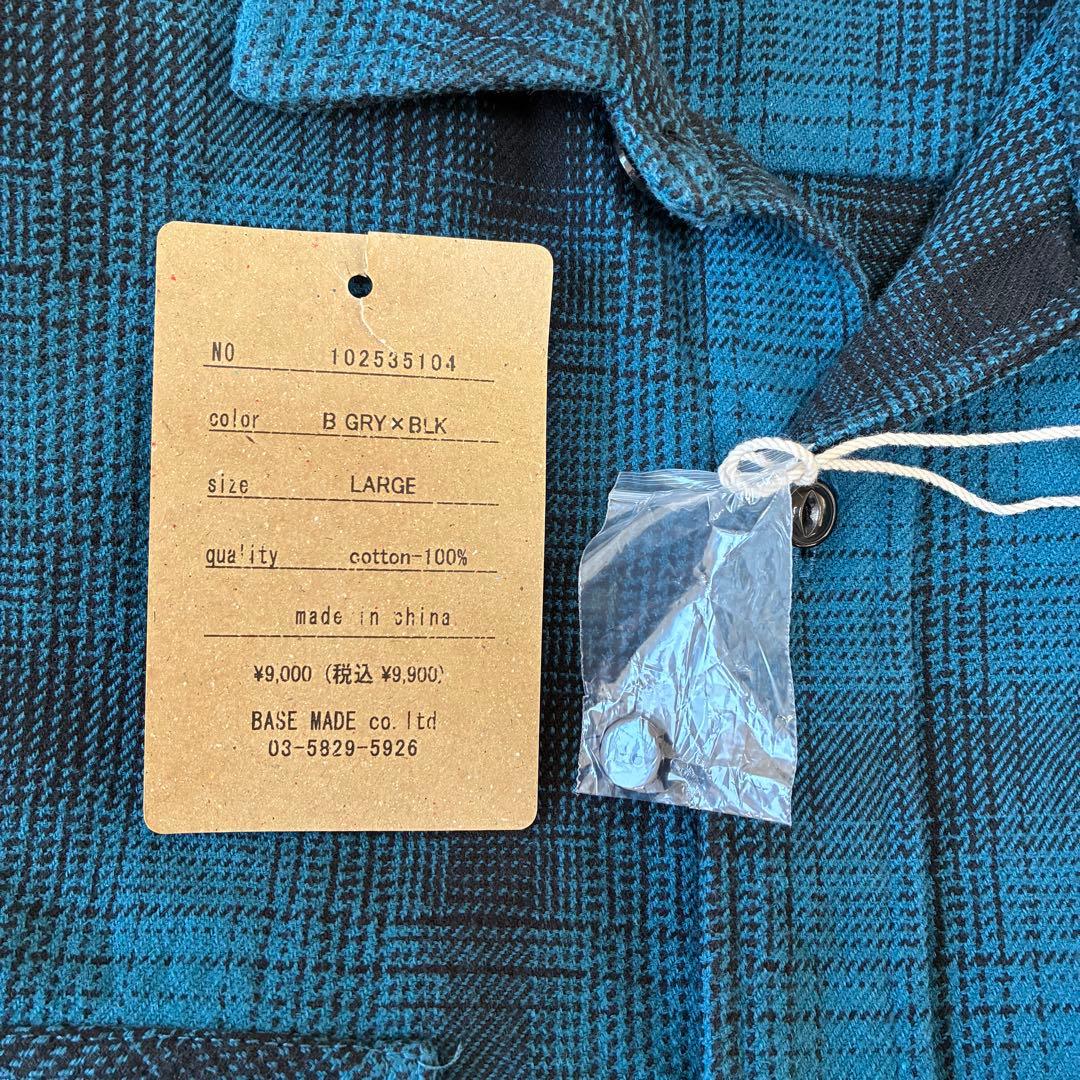 NO 102535104
color B GRY×BLK
size LARGE
quality cotton-100%
made in china
¥9,000 (税込 ¥9,900)
BASE MADE co.ltd
03-5829-5926